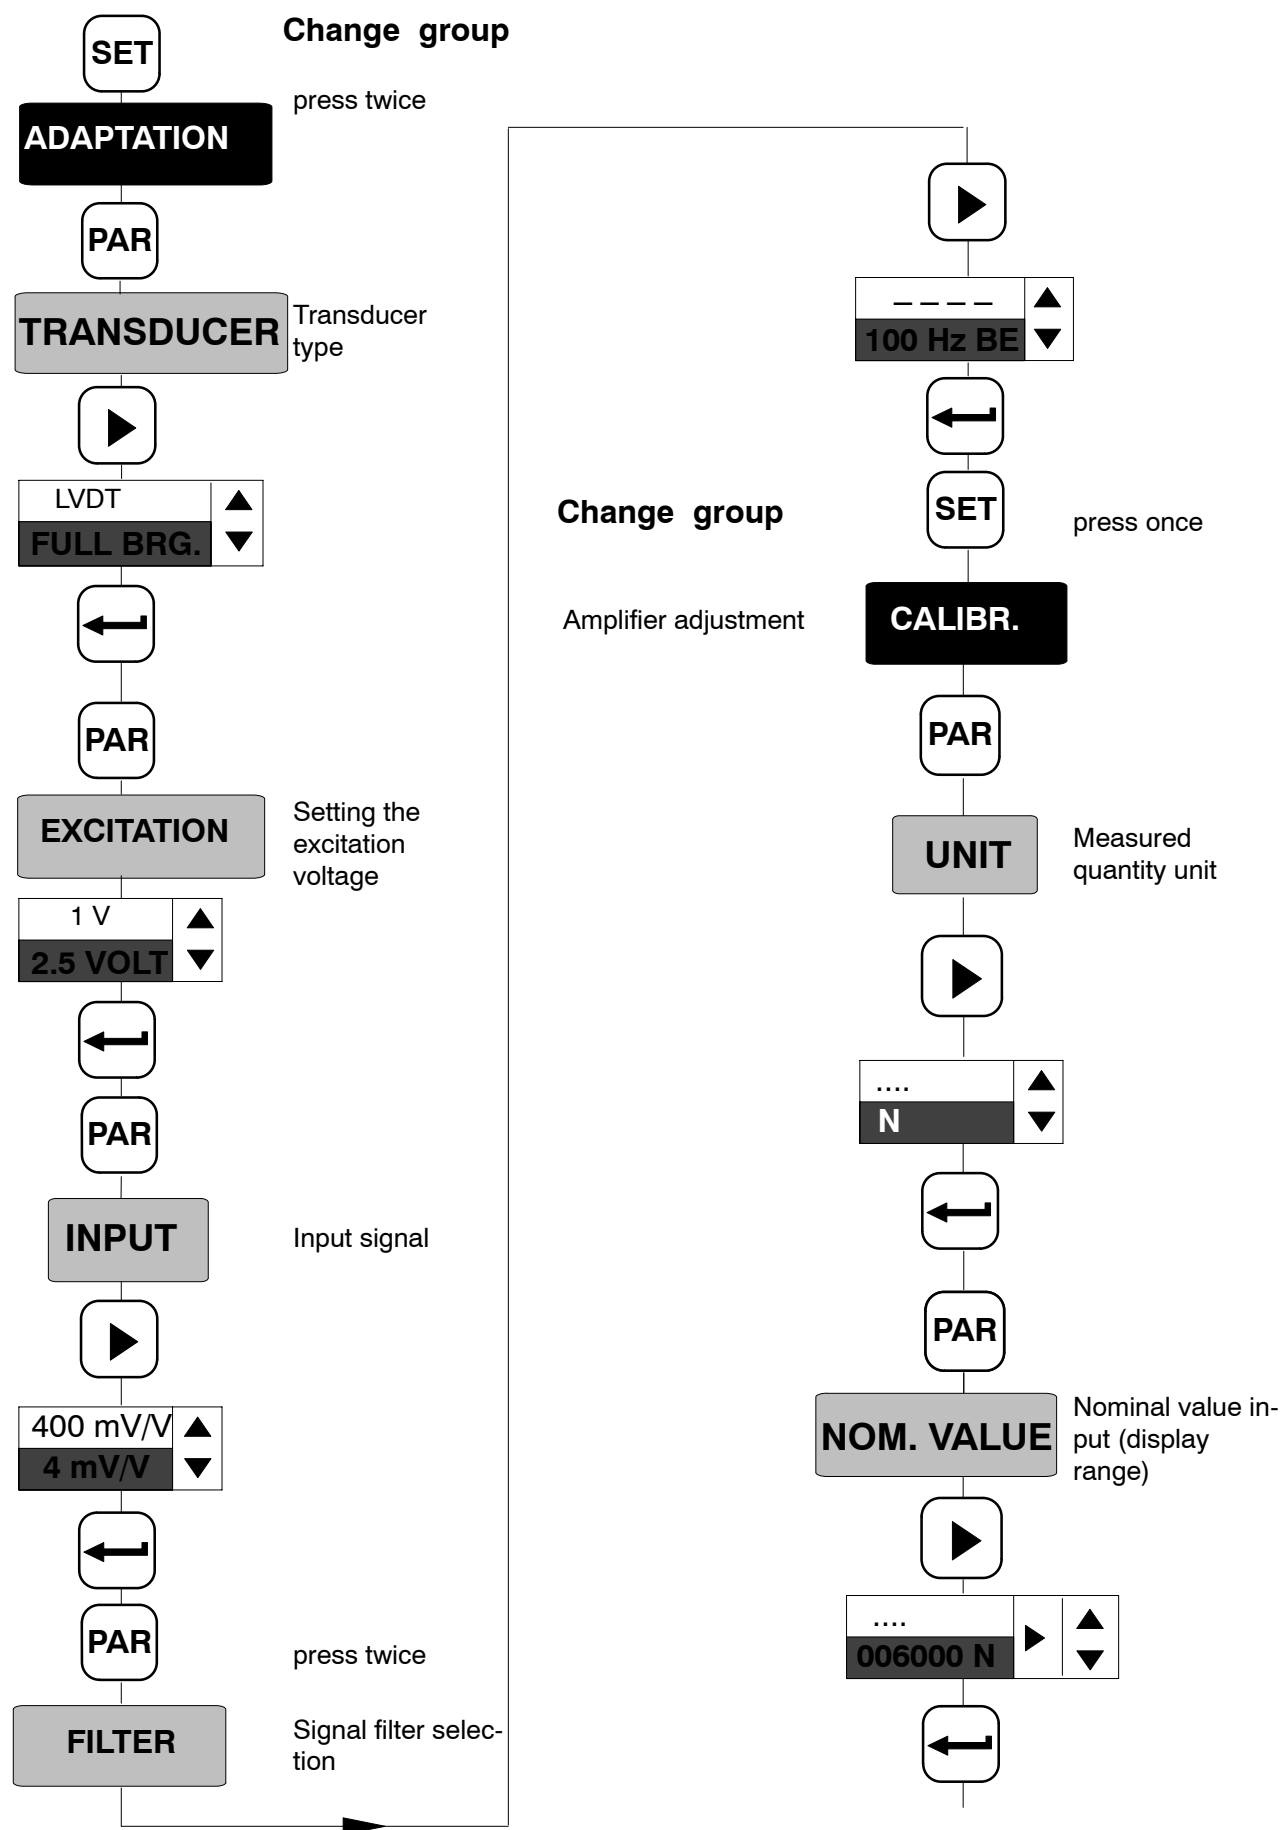 SET
Change group
press twice
ADAPTATION
PAR
TRANSDUCER
Transducer
type
LVDT
FULL BRG.
PAR
EXCITATION
Setting the
excitation
voltage
1 V
2.5 VOLT
PAR
INPUT
Input signal
400 mV/V
4 mV/V
PAR
press twice
FILTER
Signal filter selec-
tion
– – – –
100 Hz BE
Change group
SET
press once
Amplifier adjustment
CALIBR.
PAR
UNIT
Measured
quantity unit
....
N
PAR
NOM. VALUE
Nominal value in-
put (display
range)
....
006000 N